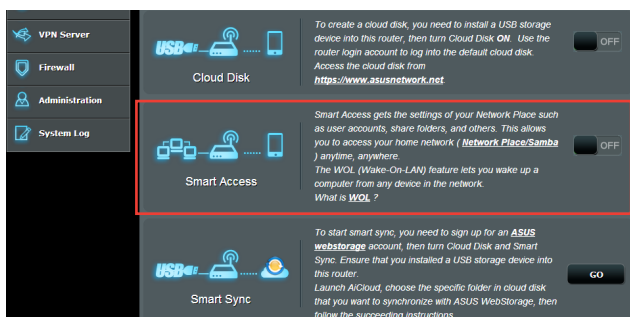 VPN Server
Firewall
Administration
System Log
USB
Cloud Disk
To create a cloud disk, you need to install a USB storage
device into this router, then turn Cloud Disk ON. Use the
router login account to log into the default cloud disk.
Access the cloud disk from
https://www.asusnetwork.net.
OFF
Smart Access
Smart Access gets the settings of your Network Place such
as user accounts, share folders, and others. This allows
you to access your home network ( Network Place/Samba
) anytime, anywhere.
The WOL (Wake-On-LAN) feature lets you wake up a
computer from any device in the network.
What is WOL ?
OFF
USB
Smart Sync
To start smart sync, you need to sign up for an ASUS
webstorage account, then turn Cloud Disk and Smart
Sync. Ensure that you installed a USB storage device into
this router.
Launch AiCloud, choose the specific folder in cloud disk
that you want to synchronize with ASUS WebStorage, then
follow the succeeding instructions.
GO